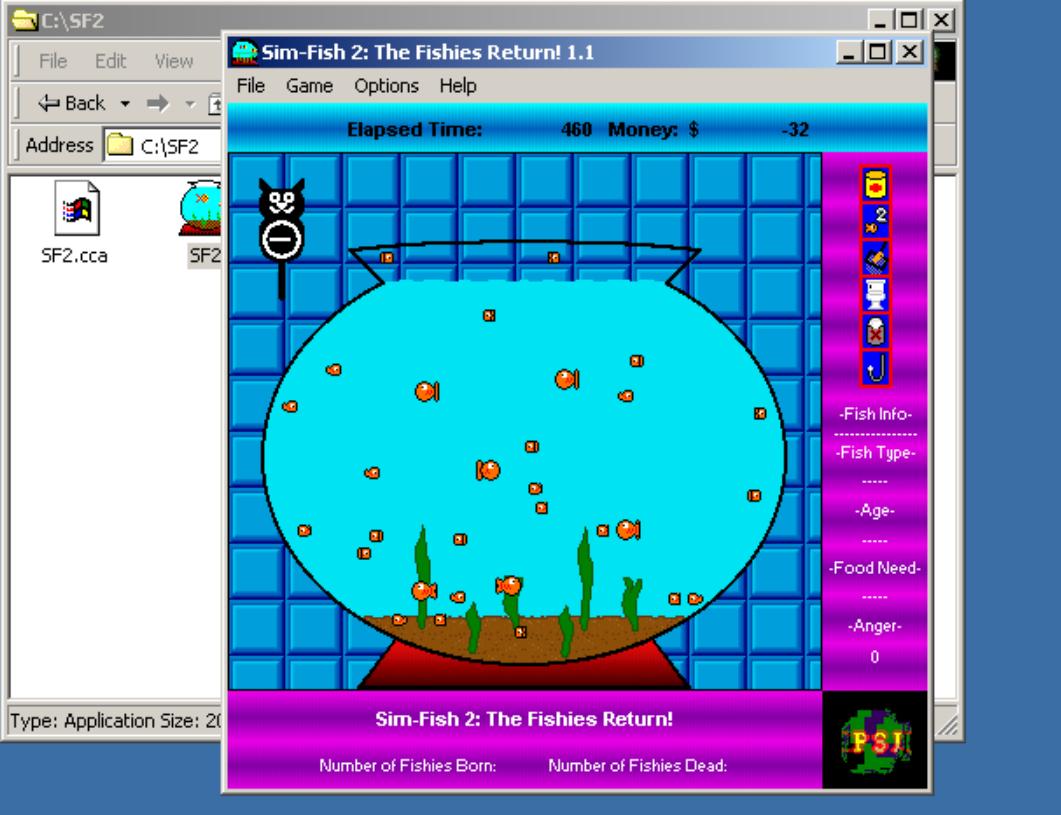 C:\SF2
Sim-Fish 2: The Fishies Return! 1.1
File Edit View
File Game Options Help
Back
Elapsed Time: 460 Money: $ -32
Address C:\SF2
2
SF2.cca
SF2
-Fish Info-
----------------
-Fish Type-
-----
-Age-
-----
-Food Need-
-----
-Anger-
0
Type: Application Size: 20
Sim-Fish 2: The Fishies Return!
PSJ
Number of Fishies Born: Number of Fishies Dead: